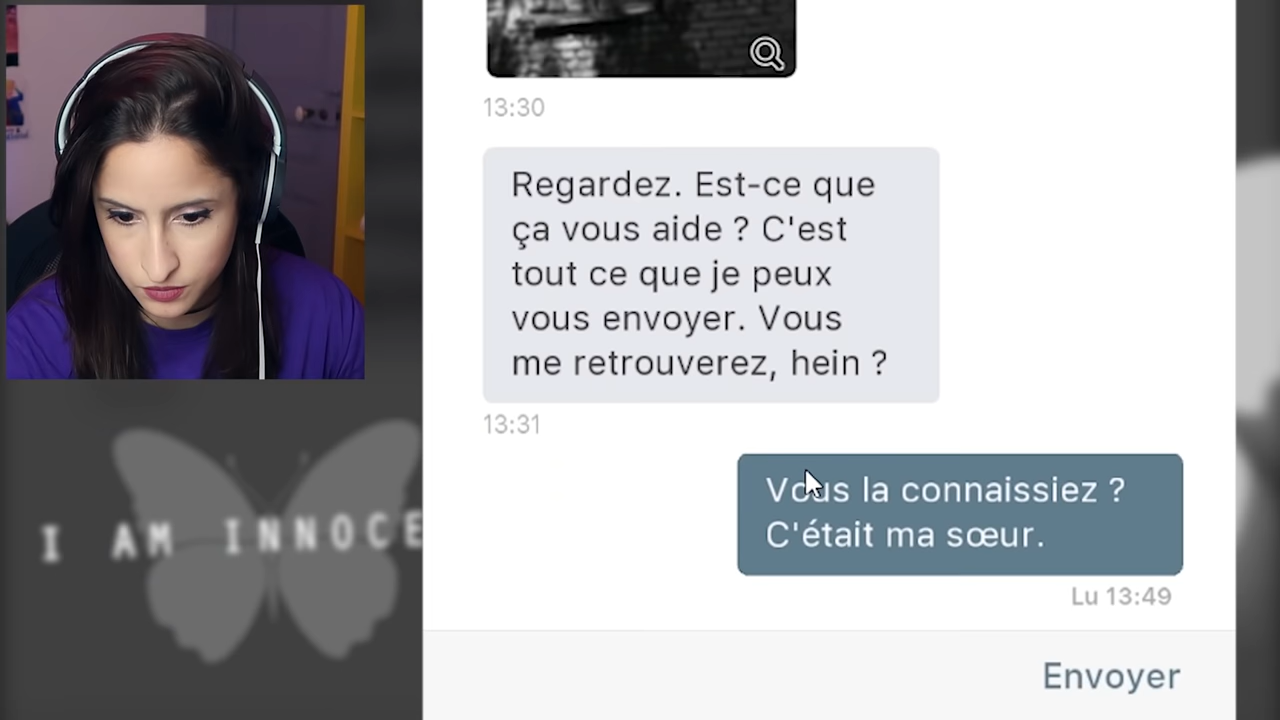 13:30
Regardez. Est-ce que
ça vous aide ? C'est
tout ce que je peux
vous envoyer. Vous
me retrouverez, hein ?
13:31
Vous la connaissiez ?
C'était ma sœur.
Lu 13:49
I AM INNOCE
Envoyer